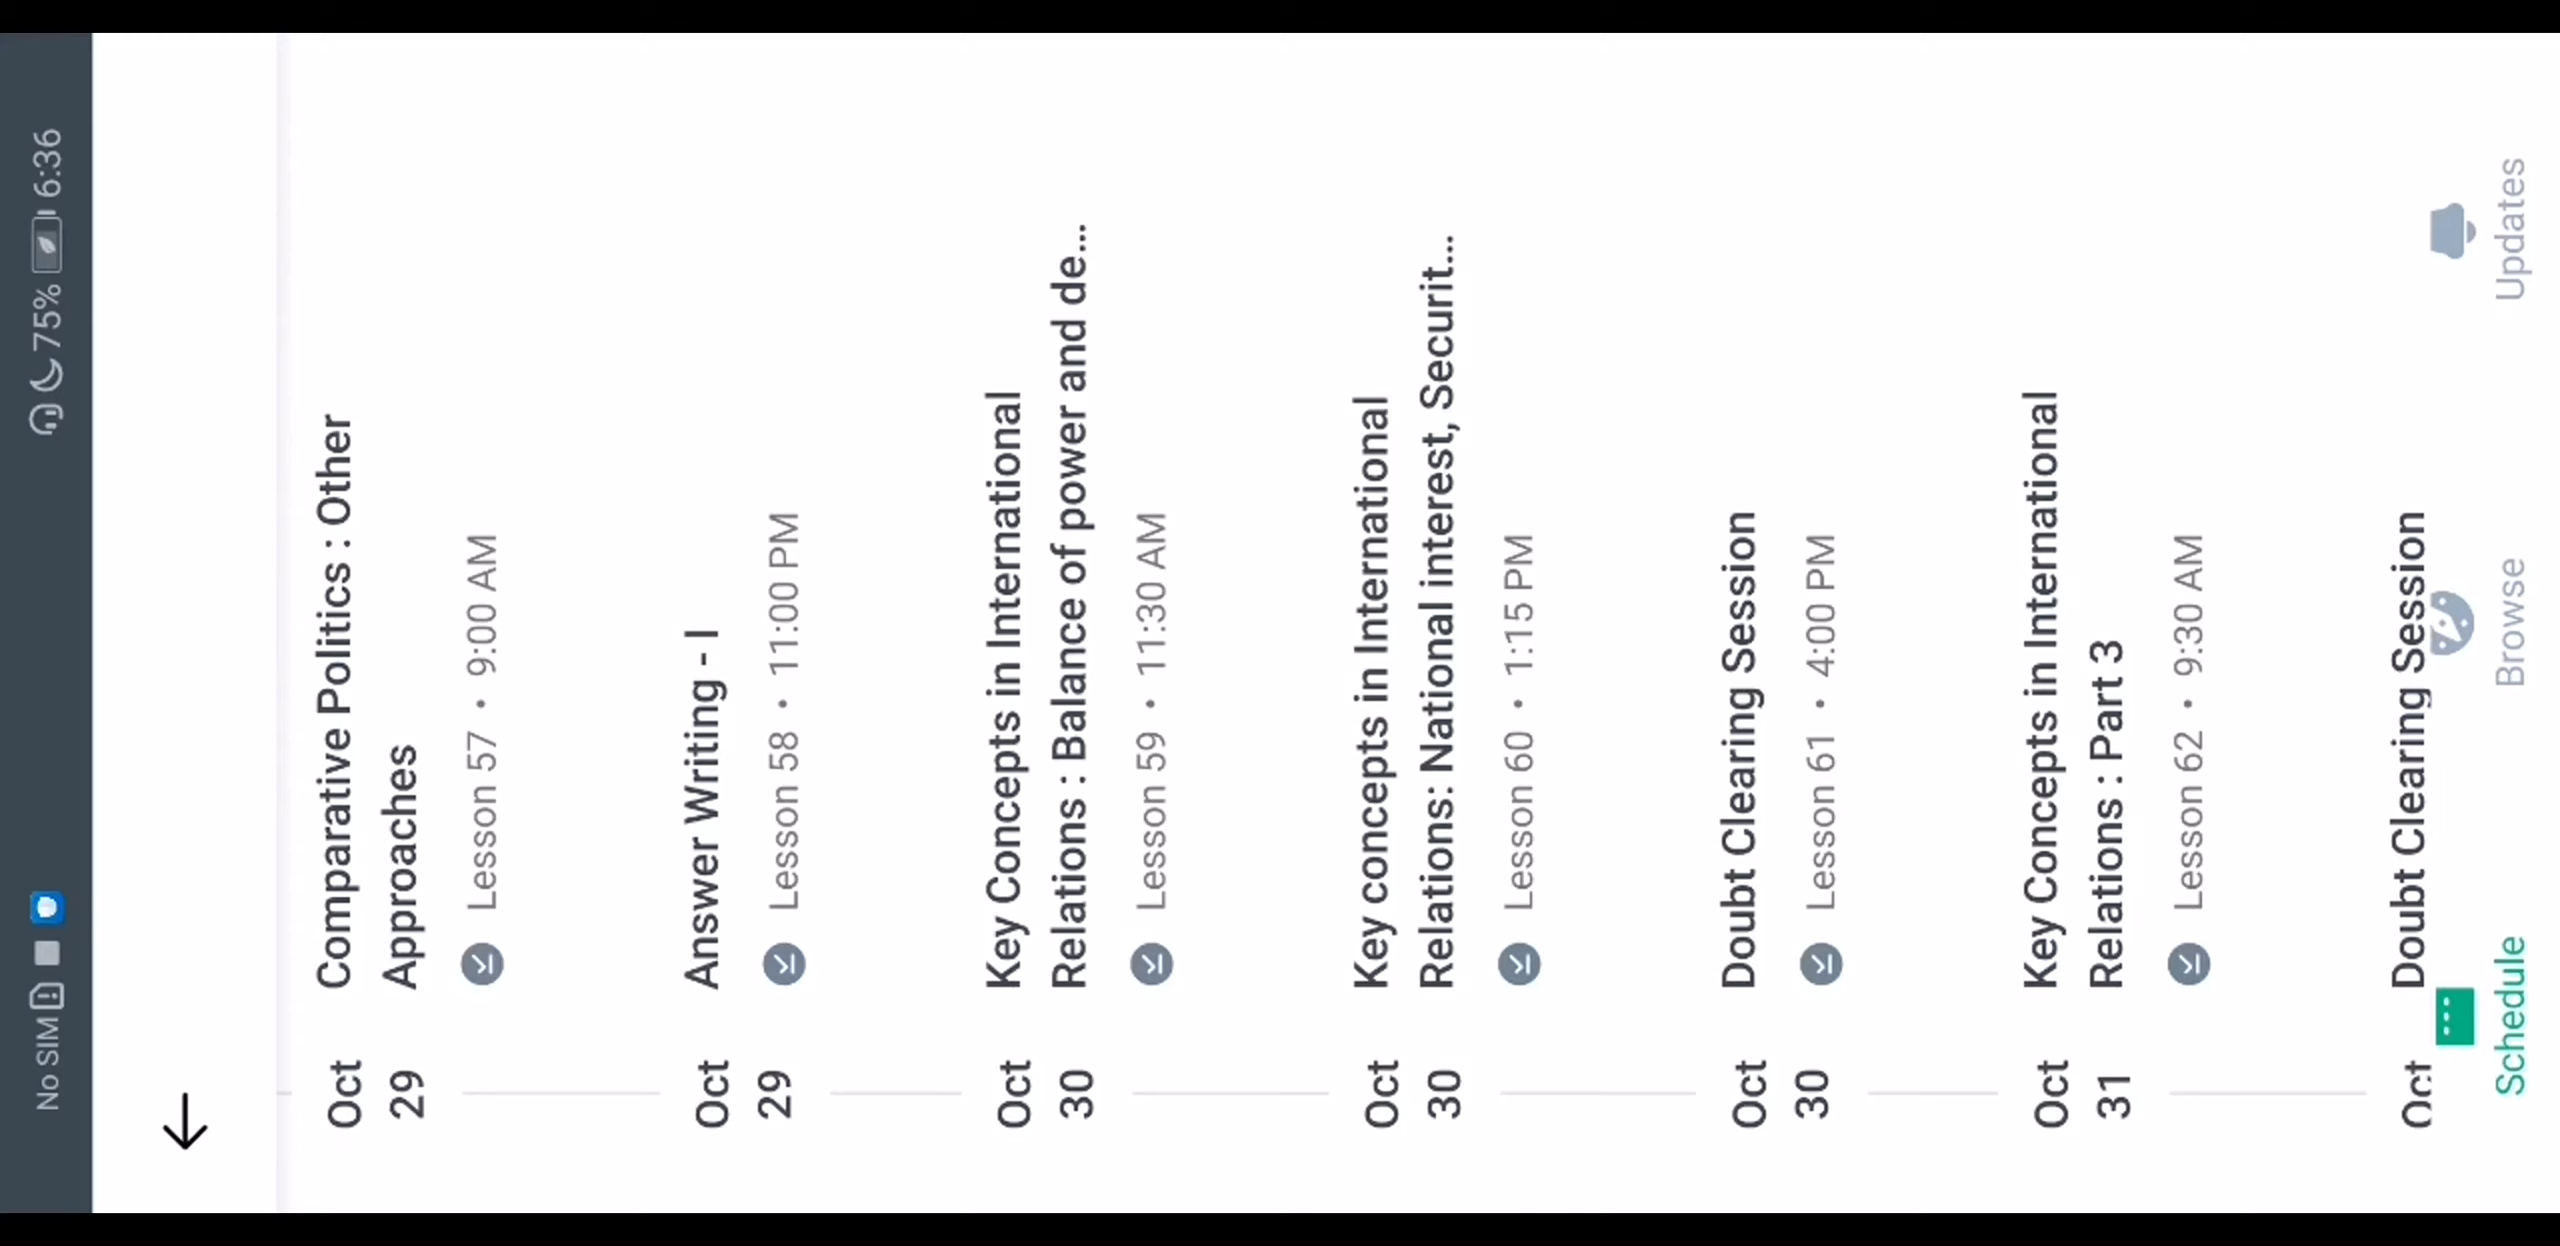 No SIM
75% 6:36
Oct
29
Comparative Politics : Other
Approaches
Lesson 57 • 9:00 AM
Oct
29
Answer Writing - I
Lesson 58 • 11:00 PM
Oct
30
Key Concepts in International
Relations : Balance of power and de...
Lesson 59 • 11:30 AM
Oct
30
Key concepts in International
Relations: National interest, Securit...
Lesson 60 • 1:15 PM
Oct
30
Doubt Clearing Session
Lesson 61 • 4:00 PM
Oct
31
Key Concepts in International
Relations : Part 3
Lesson 62 • 9:30 AM
Oct
Doubt Clearing Session
Schedule
Browse
Updates